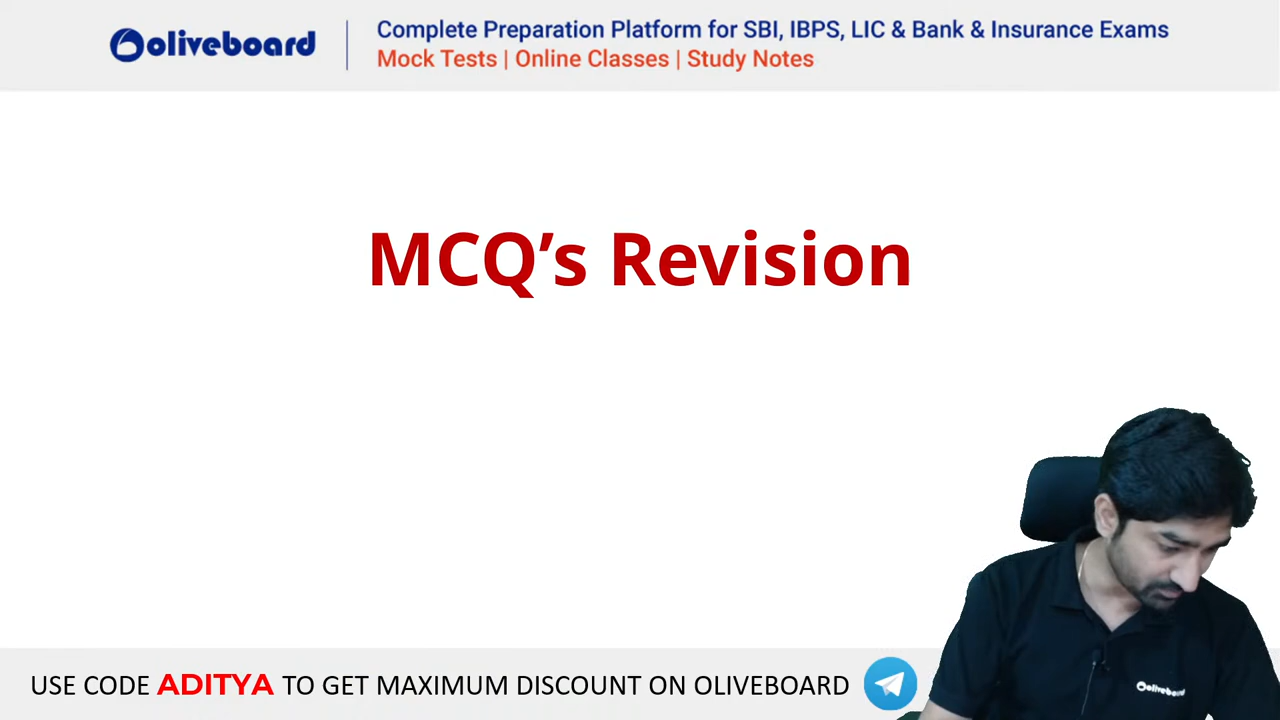 oliveboard
Complete Preparation Platform for SBI, IBPS, LIC & Bank & Insurance Exams
Mock Tests | Online Classes | Study Notes
MCQ’s Revision
USE CODE ADITYA TO GET MAXIMUM DISCOUNT ON OLIVEBOARD
oliveboard